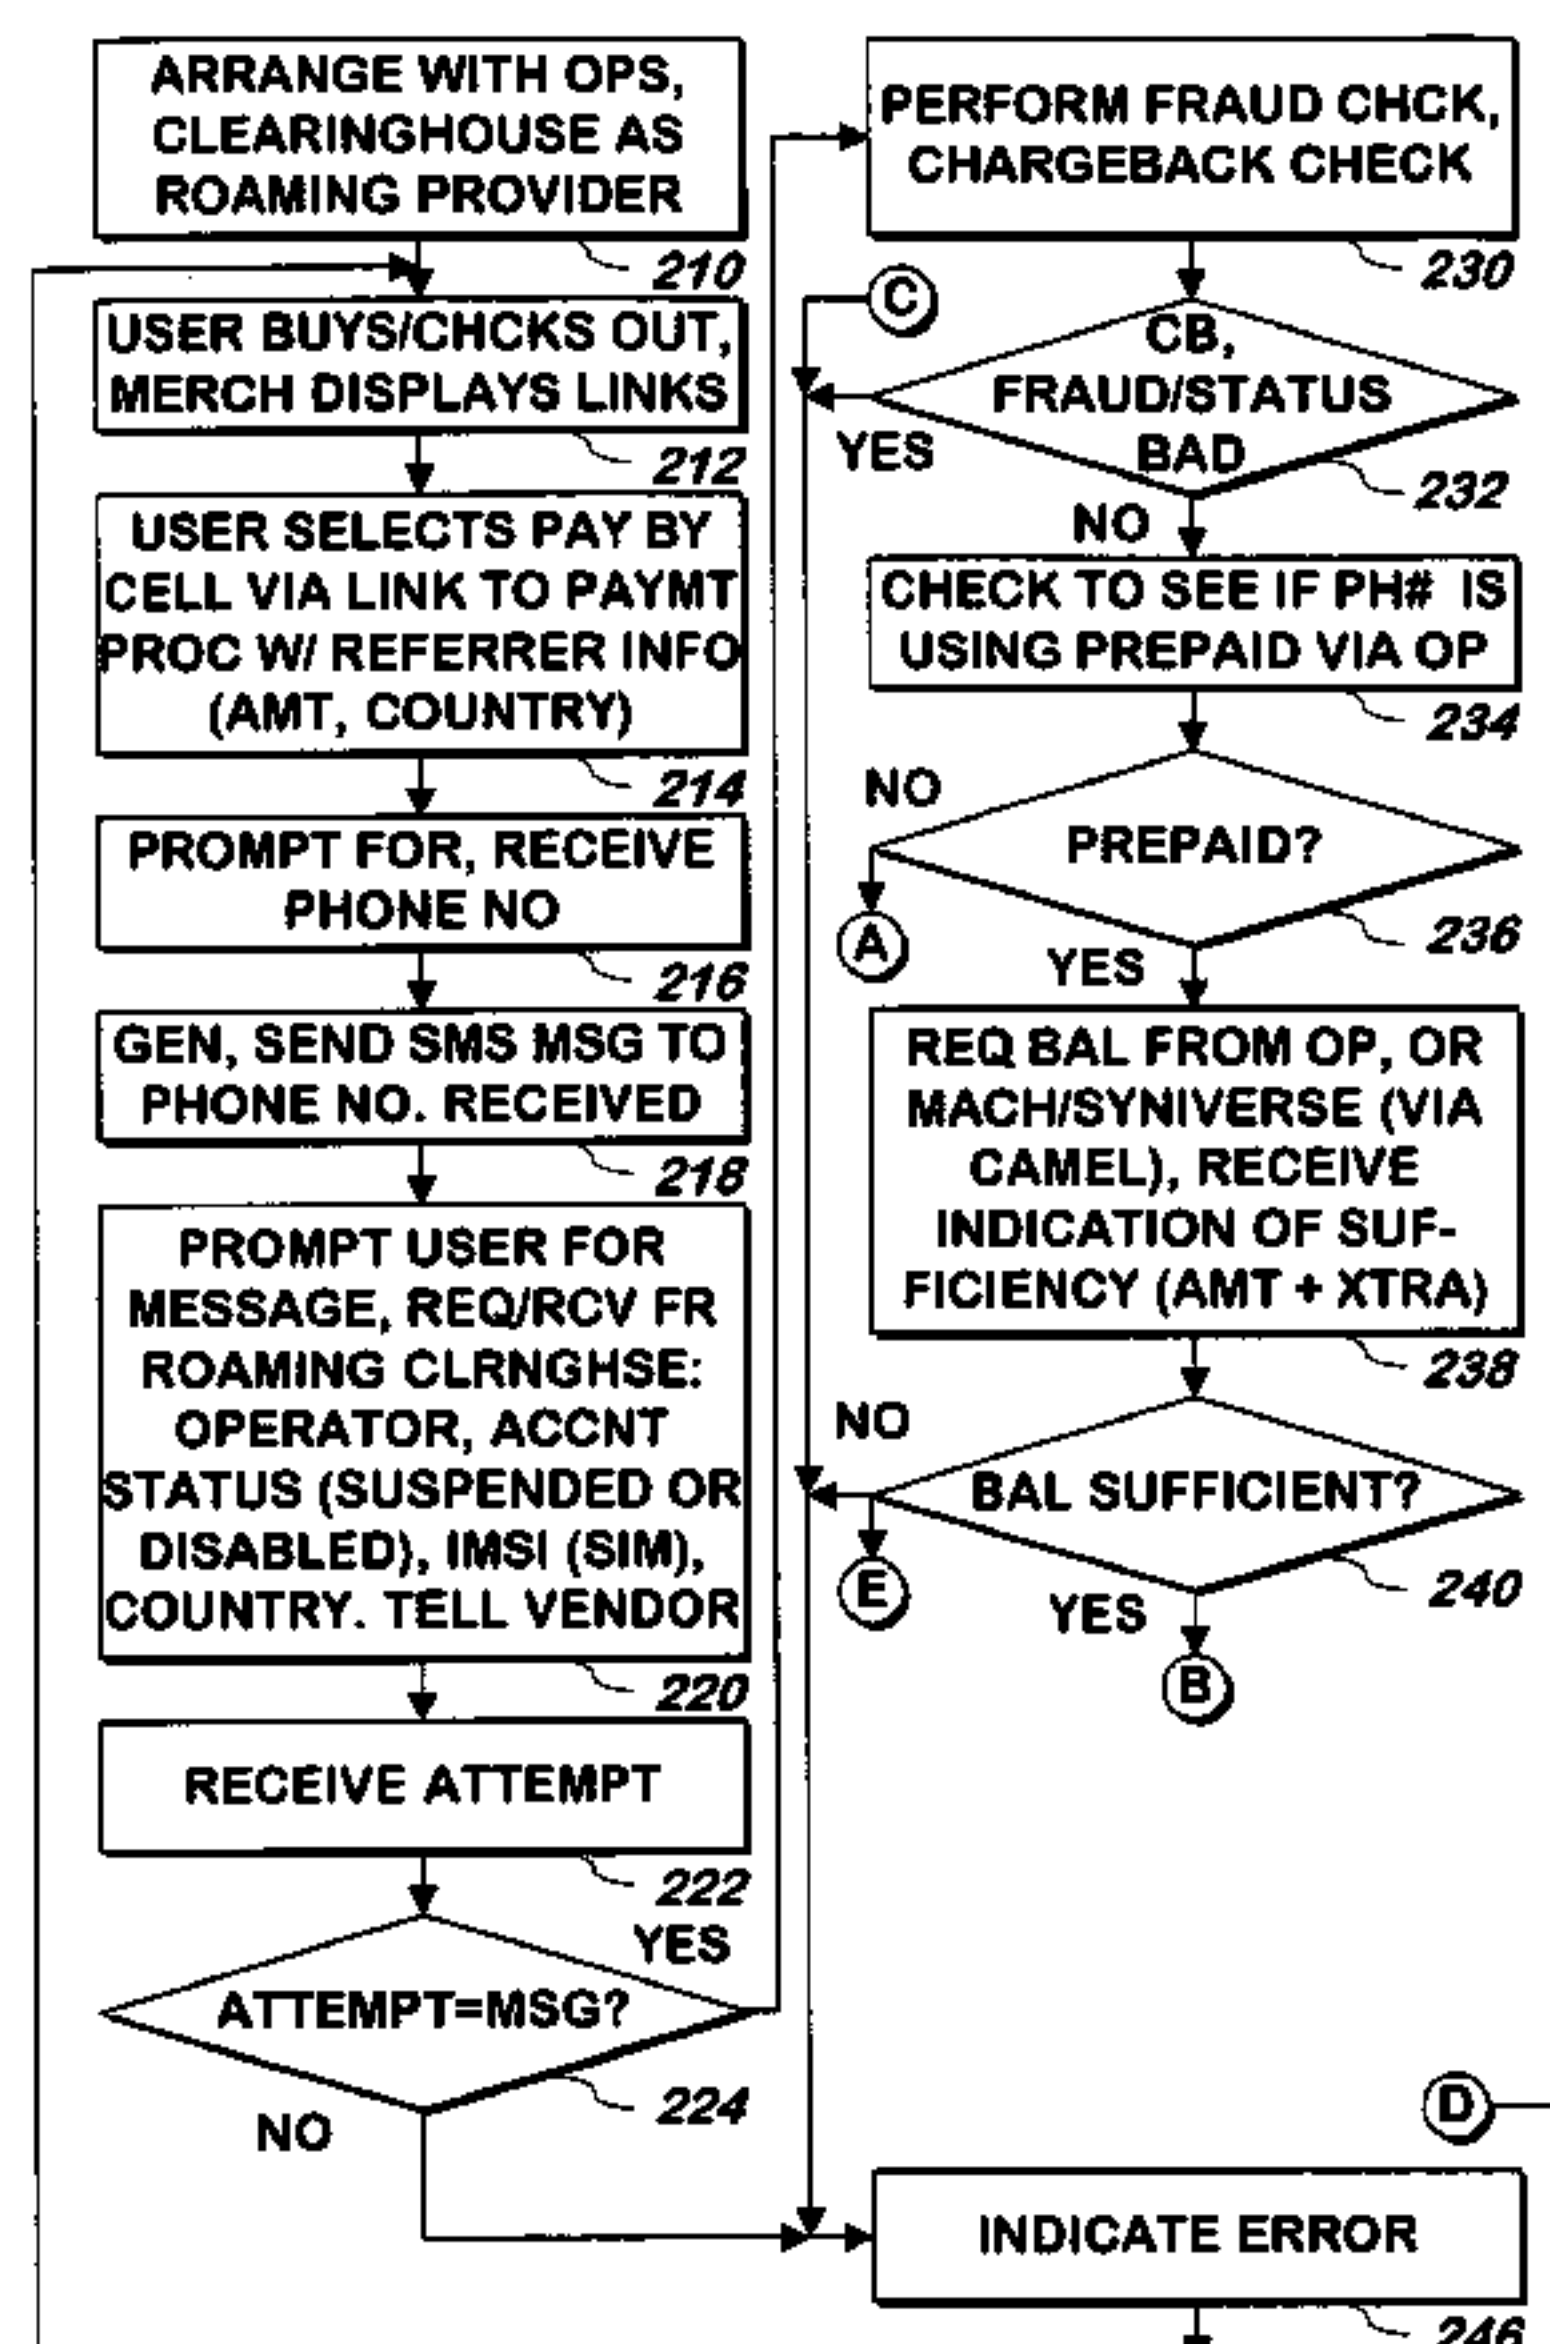 ARRANGE WITH OPS,
CLEARINGHOUSE AS
ROAMING PROVIDER
210
USER BUYS/CHCKS OUT,
MERCH DISPLAYS LINKS
212
USER SELECTS PAY BY
CELL VIA LINK TO PAYMT
PROC W/ REFERRER INFO
(AMT, COUNTRY)
214
PROMPT FOR, RECEIVE
PHONE NO
216
GEN, SEND SMS MSG TO
PHONE NO. RECEIVED
218
PROMPT USER FOR
MESSAGE, REQ/RCV FR
ROAMING CLRNGHSE:
OPERATOR, ACCNT
STATUS (SUSPENDED OR
DISABLED), IMSI (SIM),
COUNTRY. TELL VENDOR
220
RECEIVE ATTEMPT
222
YES
ATTEMPT=MSG?
224
NO
PERFORM FRAUD CHCK,
CHARGEBACK CHECK
230
C
CB,
FRAUD/STATUS
BAD
YES
232
NO
CHECK TO SEE IF PH# IS
USING PREPAID VIA OP
234
NO
PREPAID?
236
A
YES
REQ BAL FROM OP, OR
MACH/SYNIVERSE (VIA
CAMEL), RECEIVE
INDICATION OF SUF-
FICIENCY (AMT + XTRA)
238
NO
BAL SUFFICIENT?
240
E
YES
B
D
INDICATE ERROR
246